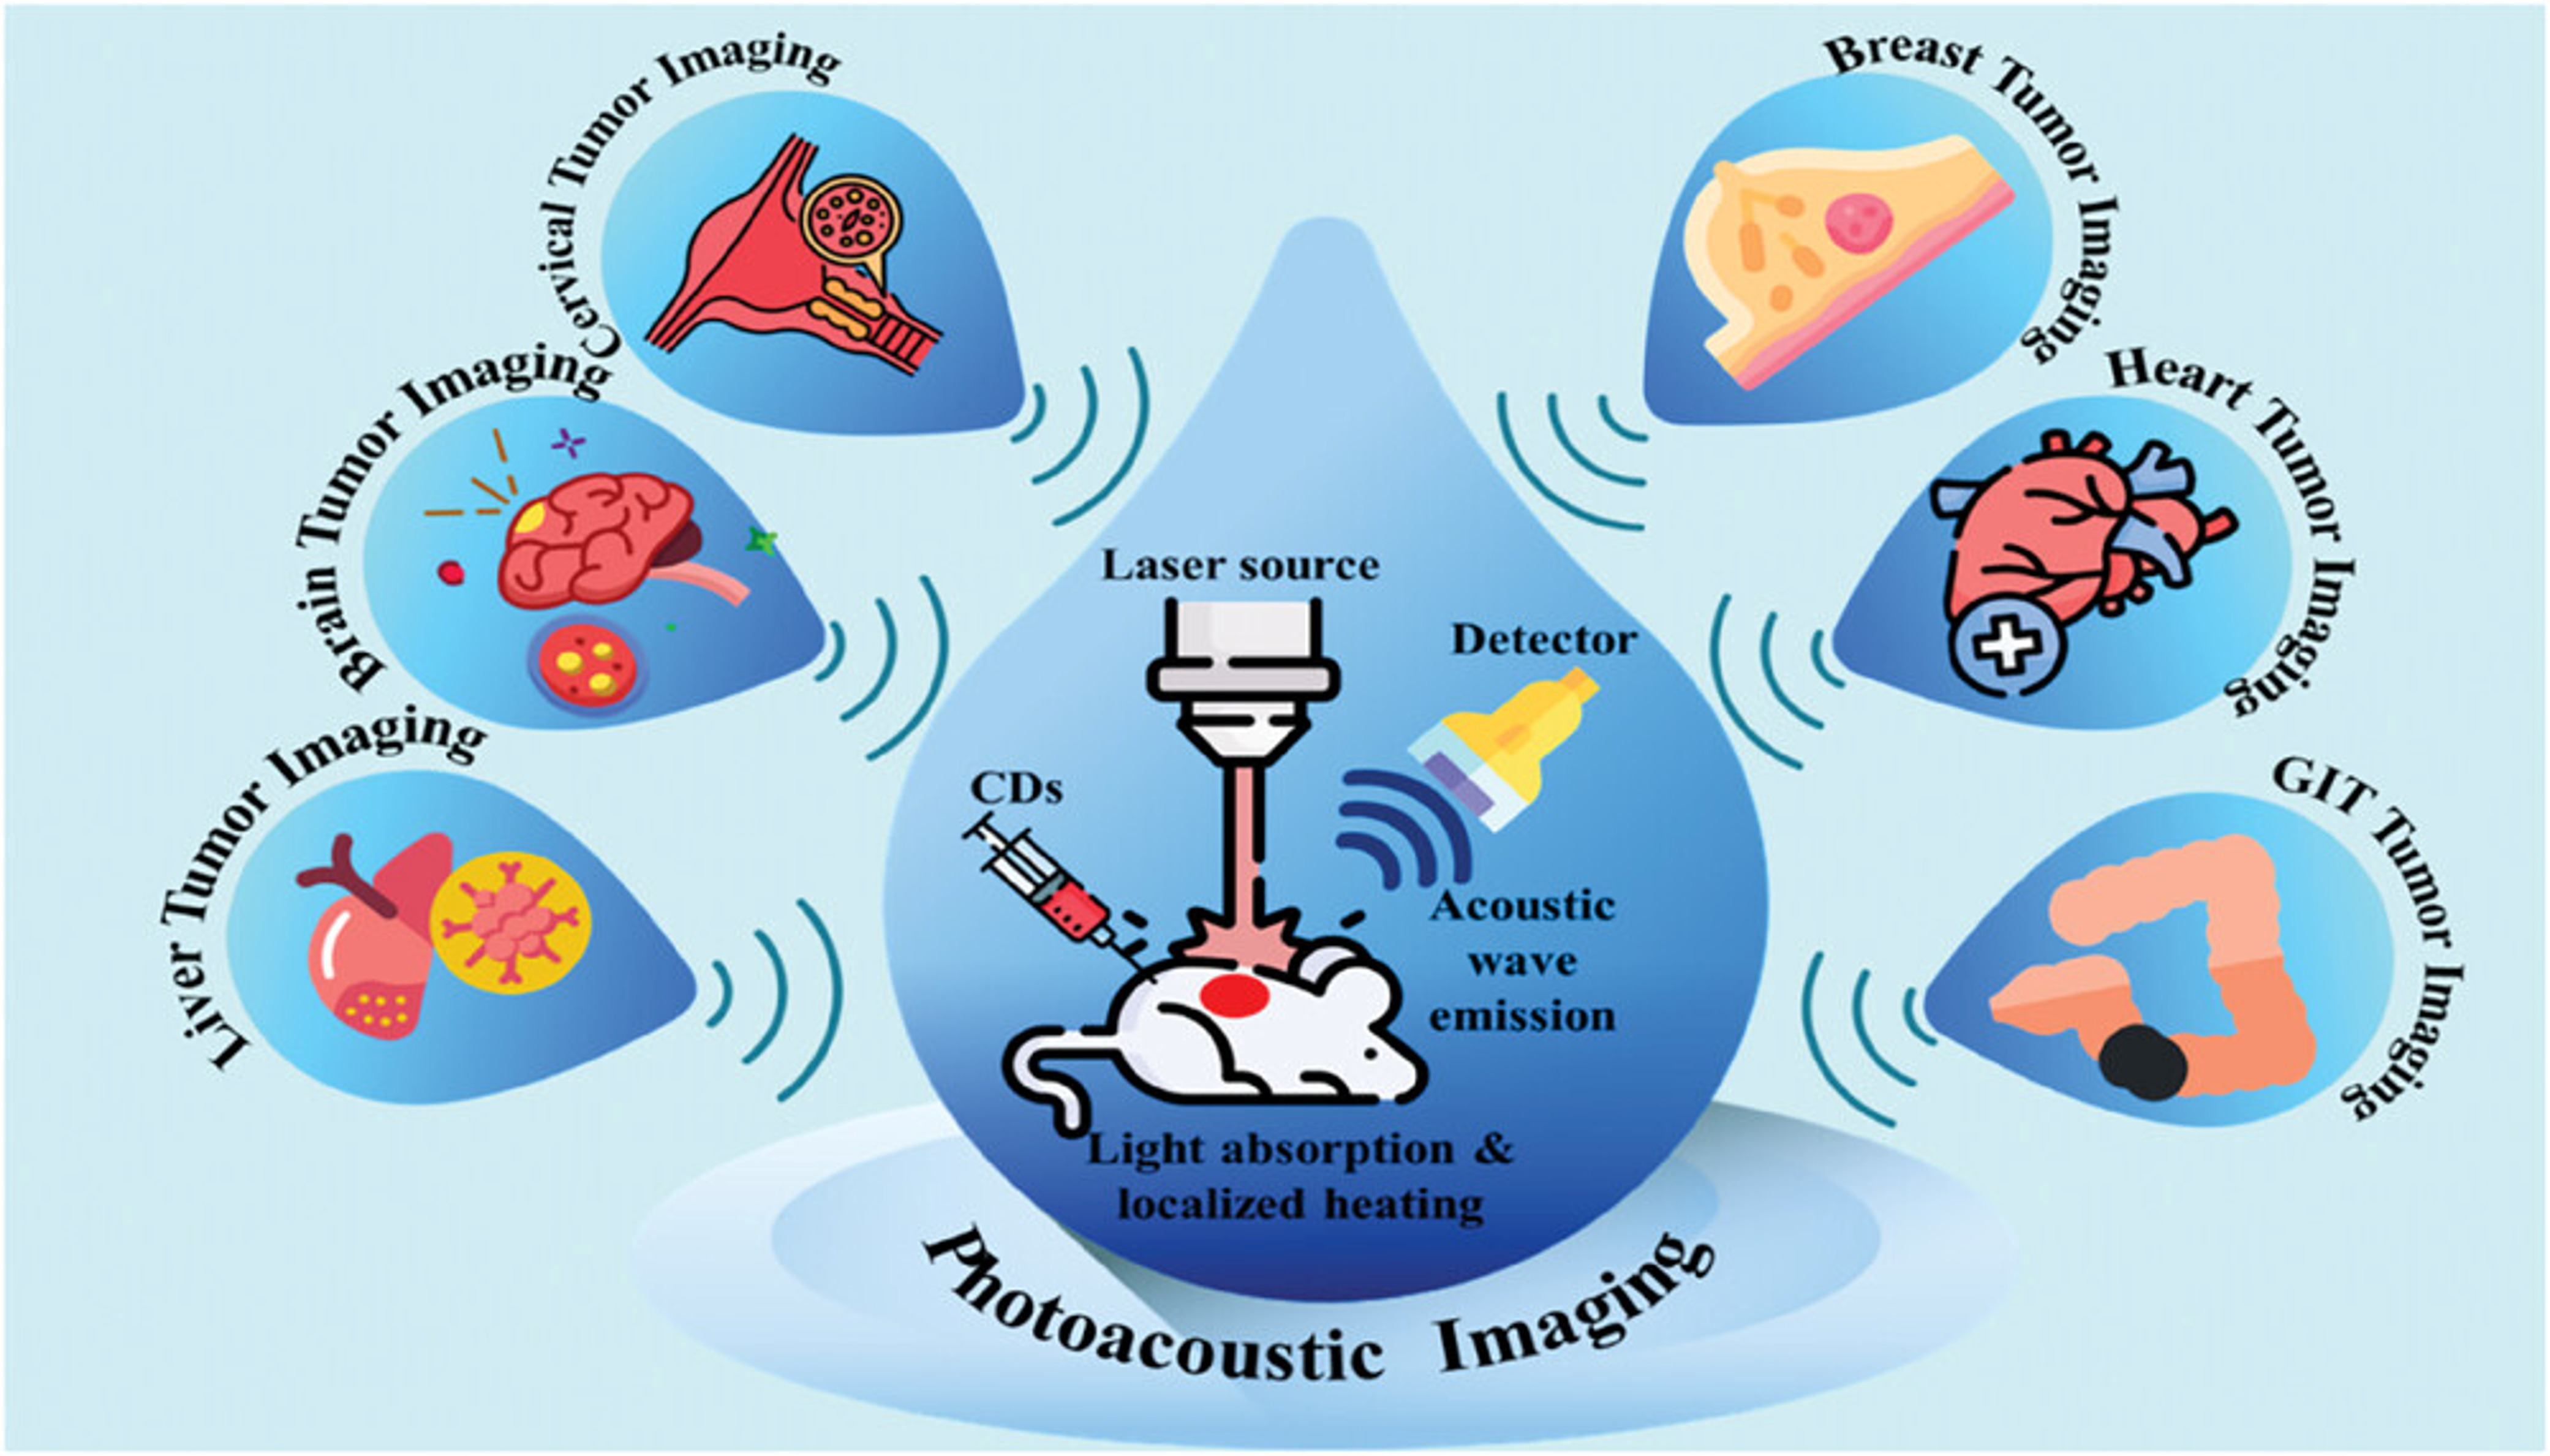 Cervical Tumor Imaging
Breast Tumor Imaging
Brain Tumor Imaging
Heart Tumor Imaging
Liver Tumor Imaging
GIT Tumor Imaging
Laser source
Detector
CDs
Acoustic
wave
emission
Light absorption &
localized heating
Photoacoustic Imaging